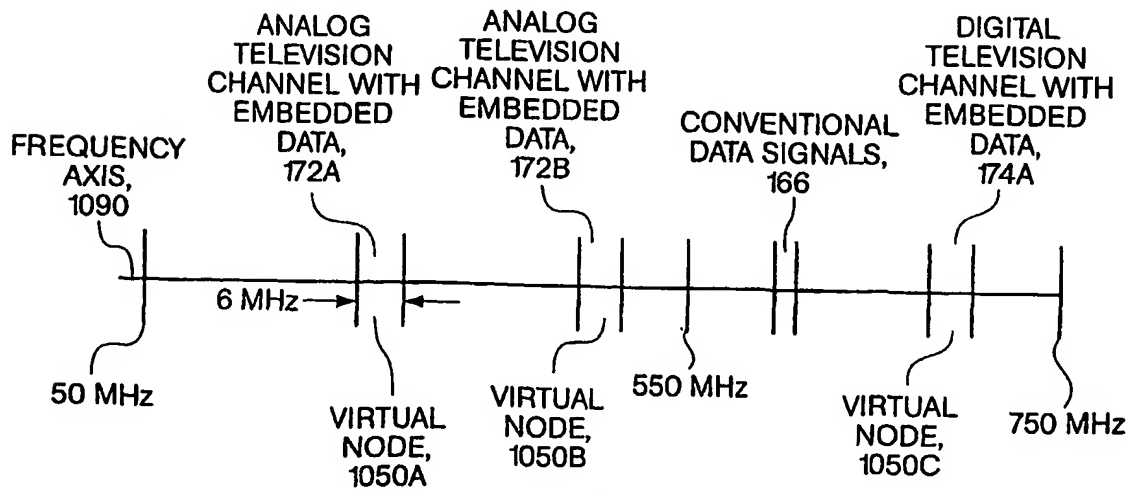 ANALOG
TELEVISION
CHANNEL WITH
EMBEDDED
DATA,
172A
ANALOG
TELEVISION
CHANNEL WITH
EMBEDDED
DATA,
172B
DIGITAL
TELEVISION
CHANNEL WITH
EMBEDDED
DATA,
174A
CONVENTIONAL
DATA SIGNALS,
166
FREQUENCY
AXIS,
1090
6 MHz
50 MHz
VIRTUAL
NODE,
1050A
VIRTUAL
NODE,
1050B
550 MHz
VIRTUAL
NODE,
1050C
750 MHz